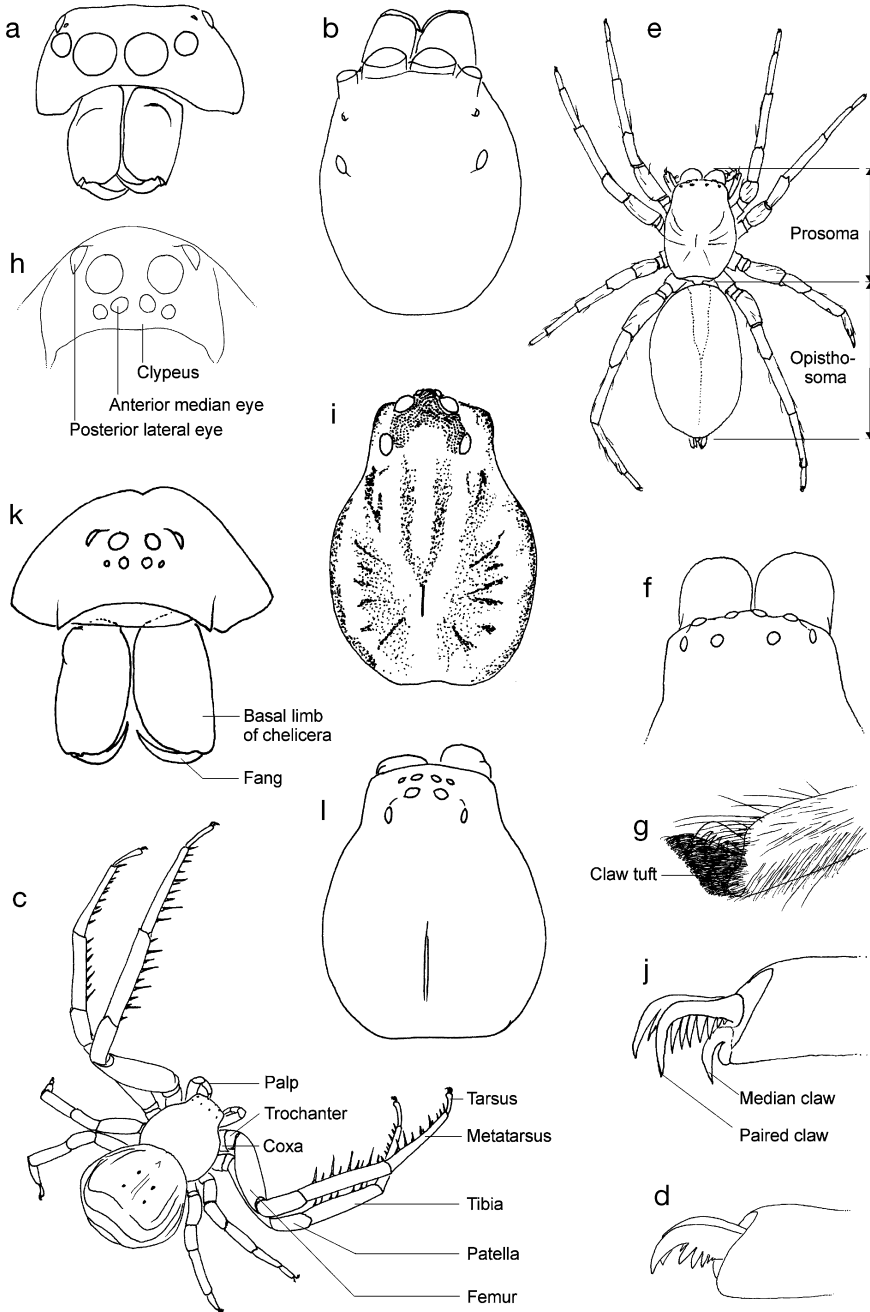 a
b
e
Prosoma
h
Clypeus
Anterior median eye
Posterior lateral eye
Opistho-
soma
i
k
f
Basal limb
of chelicera
Fang
l
g
Claw tuft
c
j
Median claw
Paired claw
Palp
Trochanter
Coxa
Tarsus
Metatarsus
Tibia
Patella
Femur
d